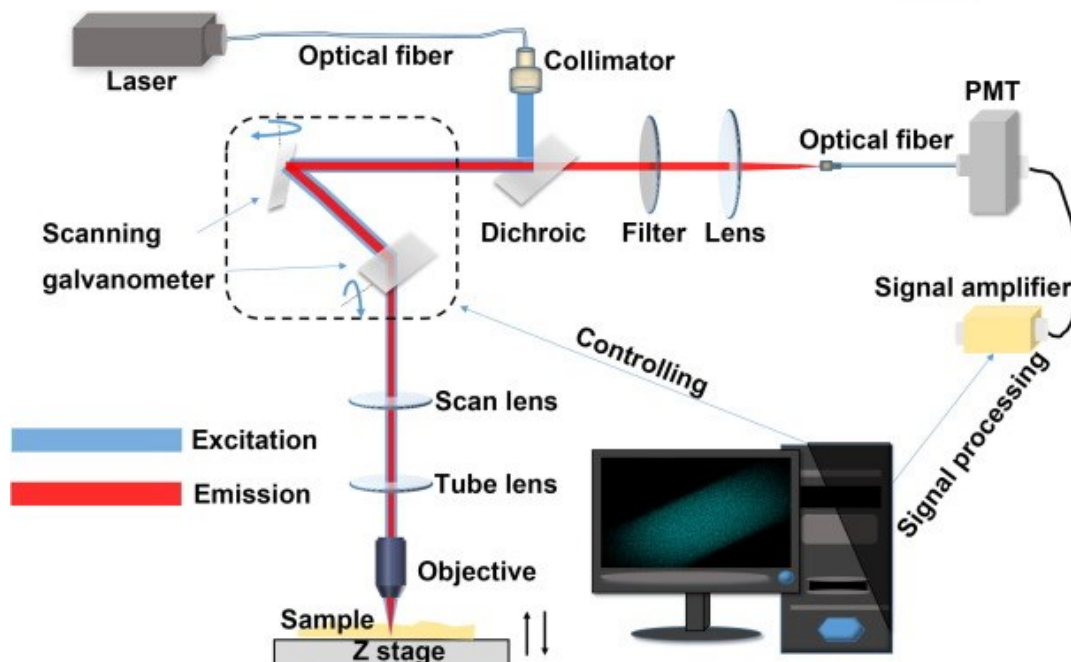 Laser
Optical fiber
Collimator
PMT
Optical fiber
Scanning
galvanometer
Dichroic
Filter
Lens
Signal amplifier
Controlling
Signal processing
Scan lens
Excitation
Tube lens
Emission
Objective
Sample
Z stage